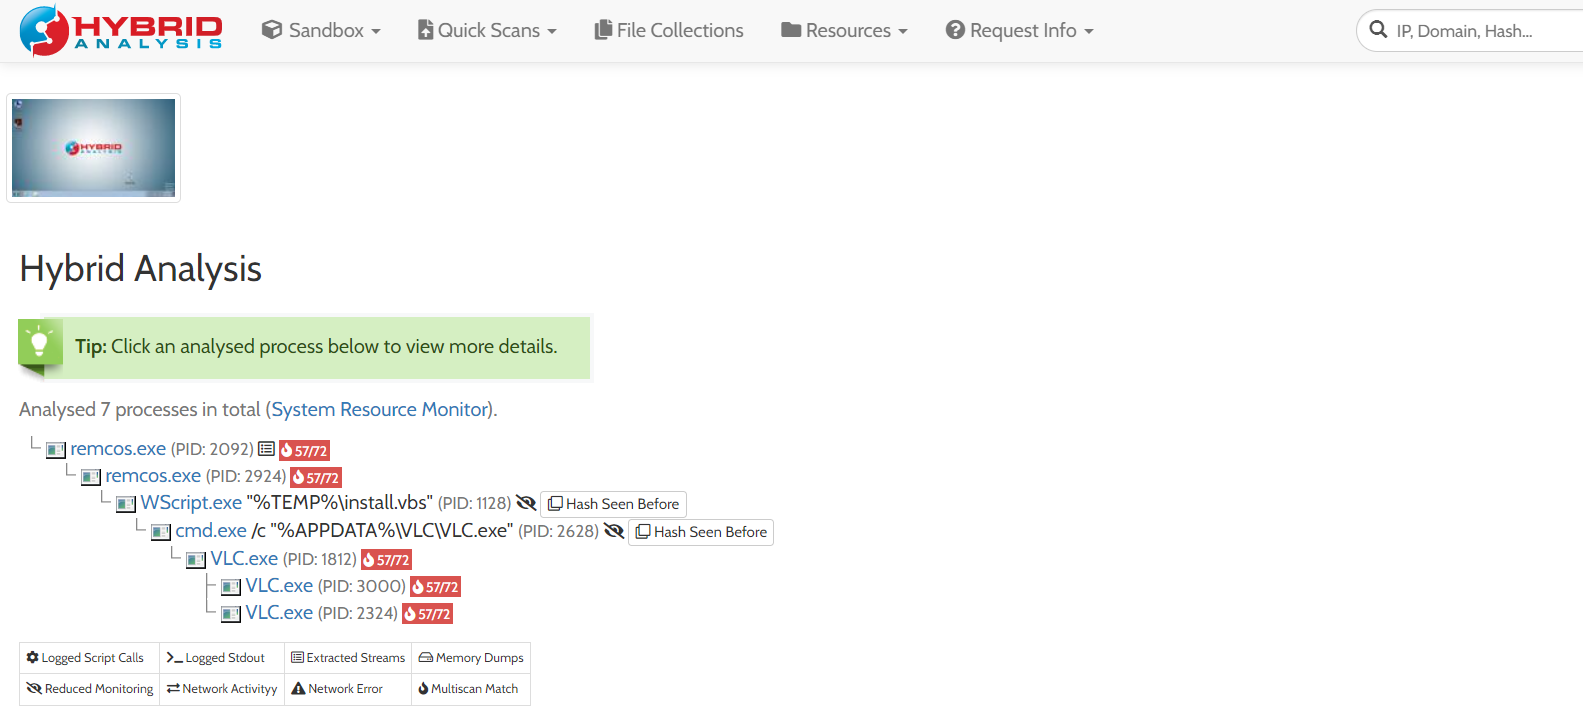 HYBRID ANALYSIS Sandbox Quick Scans File Collections Resources Request Info IP, Domain, Hash...
HYBRID
ANALYSIS
Hybrid Analysis
Tip: Click an analysed process below to view more details.
Analysed 7 processes in total (System Resource Monitor).
remcos.exe (PID: 2092) 57/72
remcos.exe (PID: 2924) 57/72
WScript.exe "%TEMP%\install.vbs" (PID: 1128) Hash Seen Before
cmd.exe /c "%APPDATA%\VLC\VLC.exe" (PID: 2628) Hash Seen Before
VLC.exe (PID: 1812) 57/72
VLC.exe (PID: 3000) 57/72
VLC.exe (PID: 2324) 57/72
Logged Script Calls Logged Stdout Extracted Streams Memory Dumps
Reduced Monitoring Network Activityy Network Error Multiscan Match